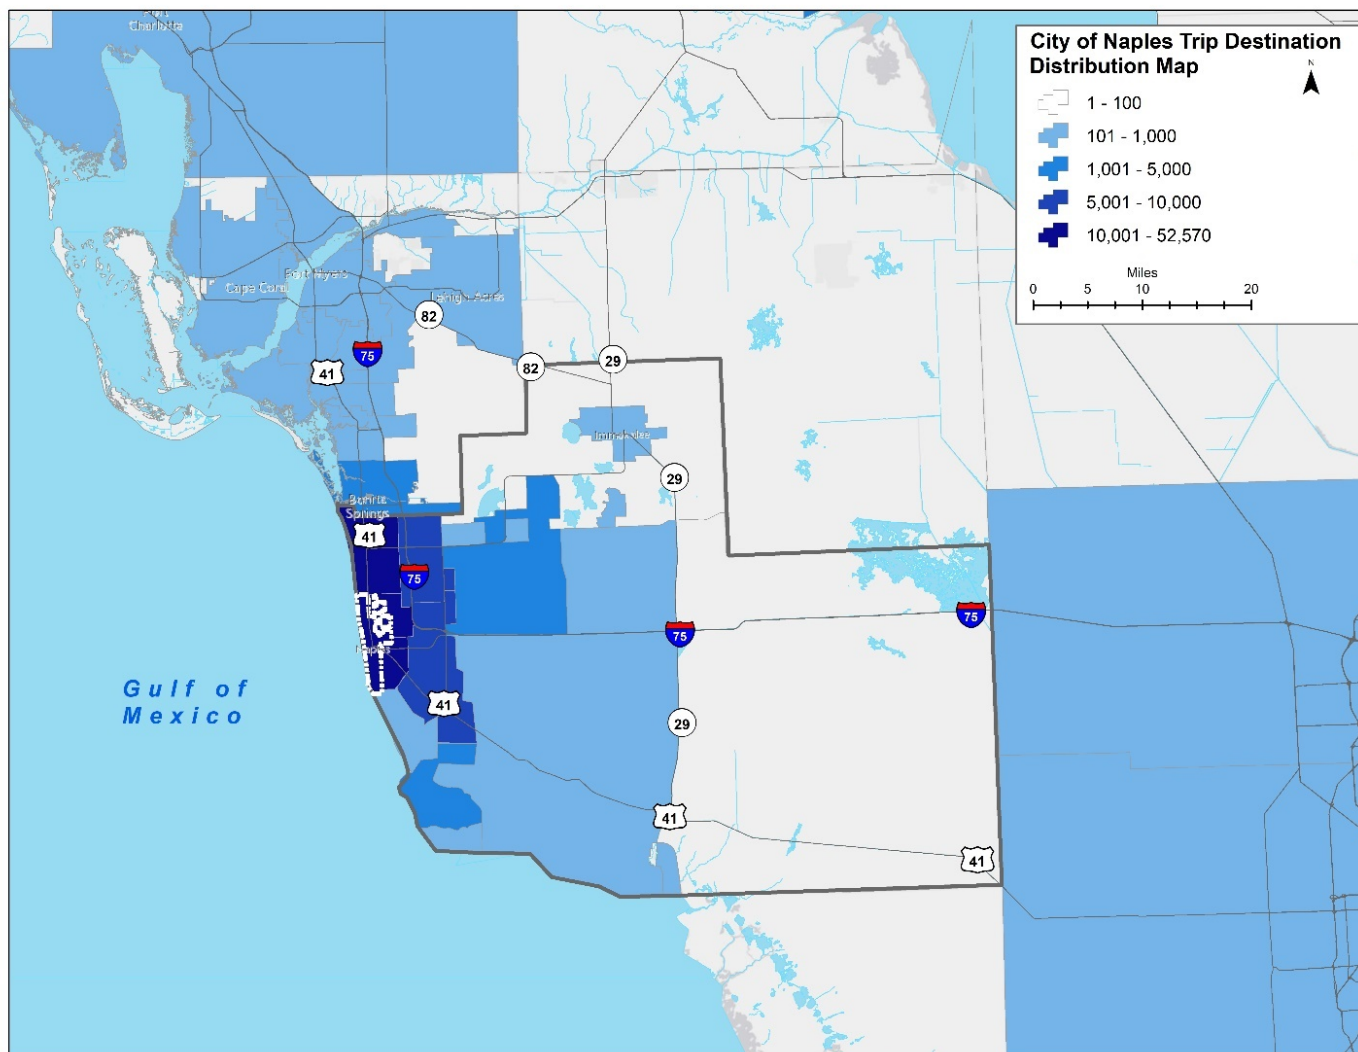 Port
Charlotte
City of Naples Trip Destination
Distribution Map
N
1 - 100
101 - 1,000
1,001 - 5,000
5,001 - 10,000
10,001 - 52,570
Miles
0 5 10 20
Fort Myers
Cape Coral
Lehigh Acres
82
75
41
82
29
Immokalee
29
Bonita
Springs
41
75
75
75
Naples
Gulf of
Mexico
41
29
41
41